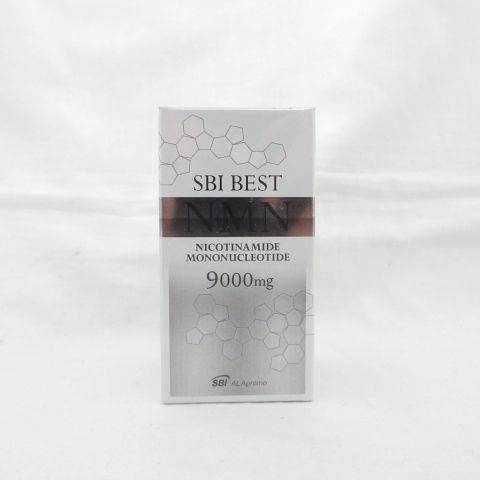 SBI BEST
NMN
NICOTINAMIDE
MONONUCLEOTIDE
9000mg
SBI ALApromo